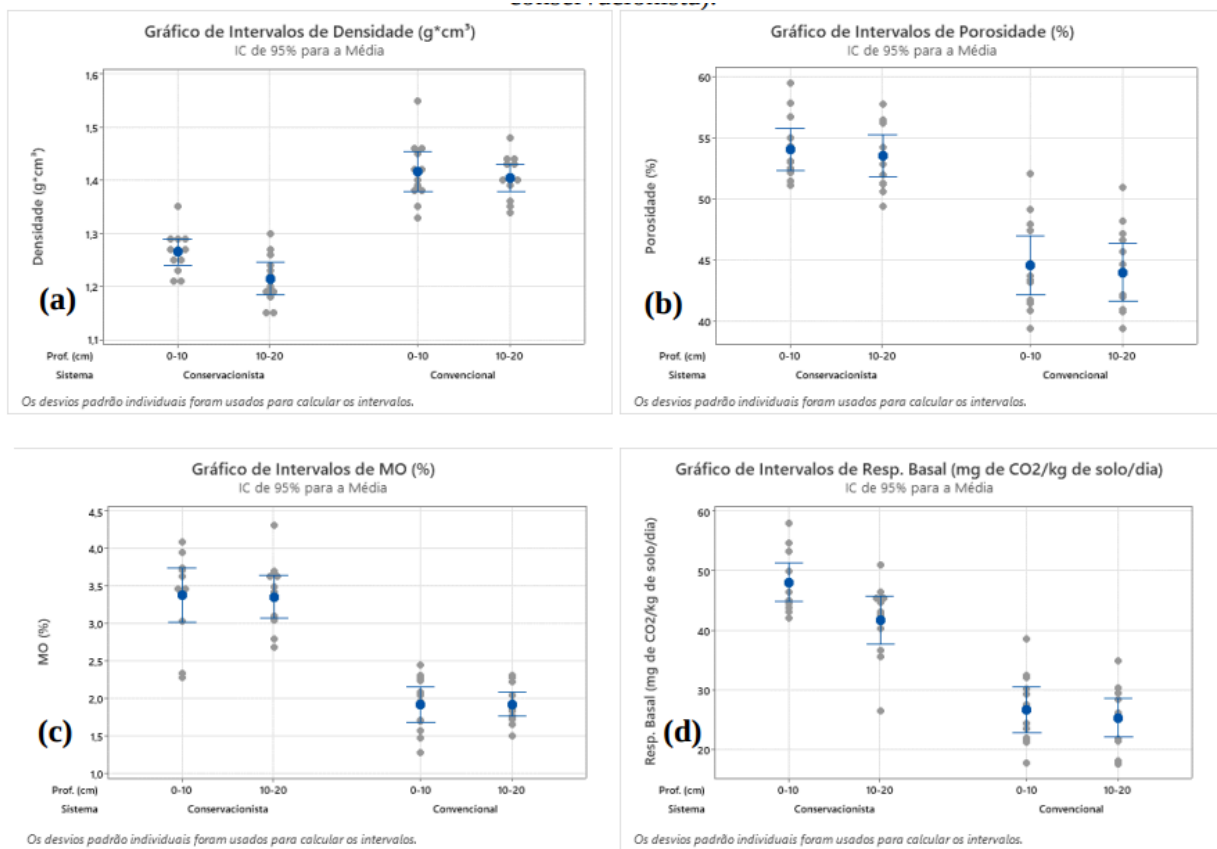 conservacionista).
Gráfico de Intervalos de Densidade (g*cm³)
IC de 95% para a Média
1,6
1,5
1,4
1,3
1,2
1,1
Densidade (g*cm³)
(a)
Prof. (cm) 0-10 10-20 0-10 10-20
Sistema Conservacionista Convencional
Os desvios padrão individuais foram usados para calcular os intervalos.
Gráfico de Intervalos de Porosidade (%)
IC de 95% para a Média
60
55
50
45
40
Porosidade (%)
(b)
Prof. (cm) 0-10 10-20 0-10 10-20
Sistema Conservacionista Convencional
Os desvios padrão individuais foram usados para calcular os intervalos.
Gráfico de Intervalos de MO (%)
IC de 95% para a Média
4,5
4,0
3,5
3,0
2,5
2,0
1,5
1,0
MO (%)
(c)
Prof. (cm) 0-10 10-20 0-10 10-20
Sistema Conservacionista Convencional
Os desvios padrão individuais foram usados para calcular os intervalos.
Gráfico de Intervalos de Resp. Basal (mg de CO2/kg de solo/dia)
IC de 95% para a Média
60
50
40
30
20
Resp. Basal (mg de CO2/kg de solo/dia)
(d)
Prof. (cm) 0-10 10-20 0-10 10-20
Sistema Conservacionista Convencional
Os desvios padrão individuais foram usados para calcular os intervalos.